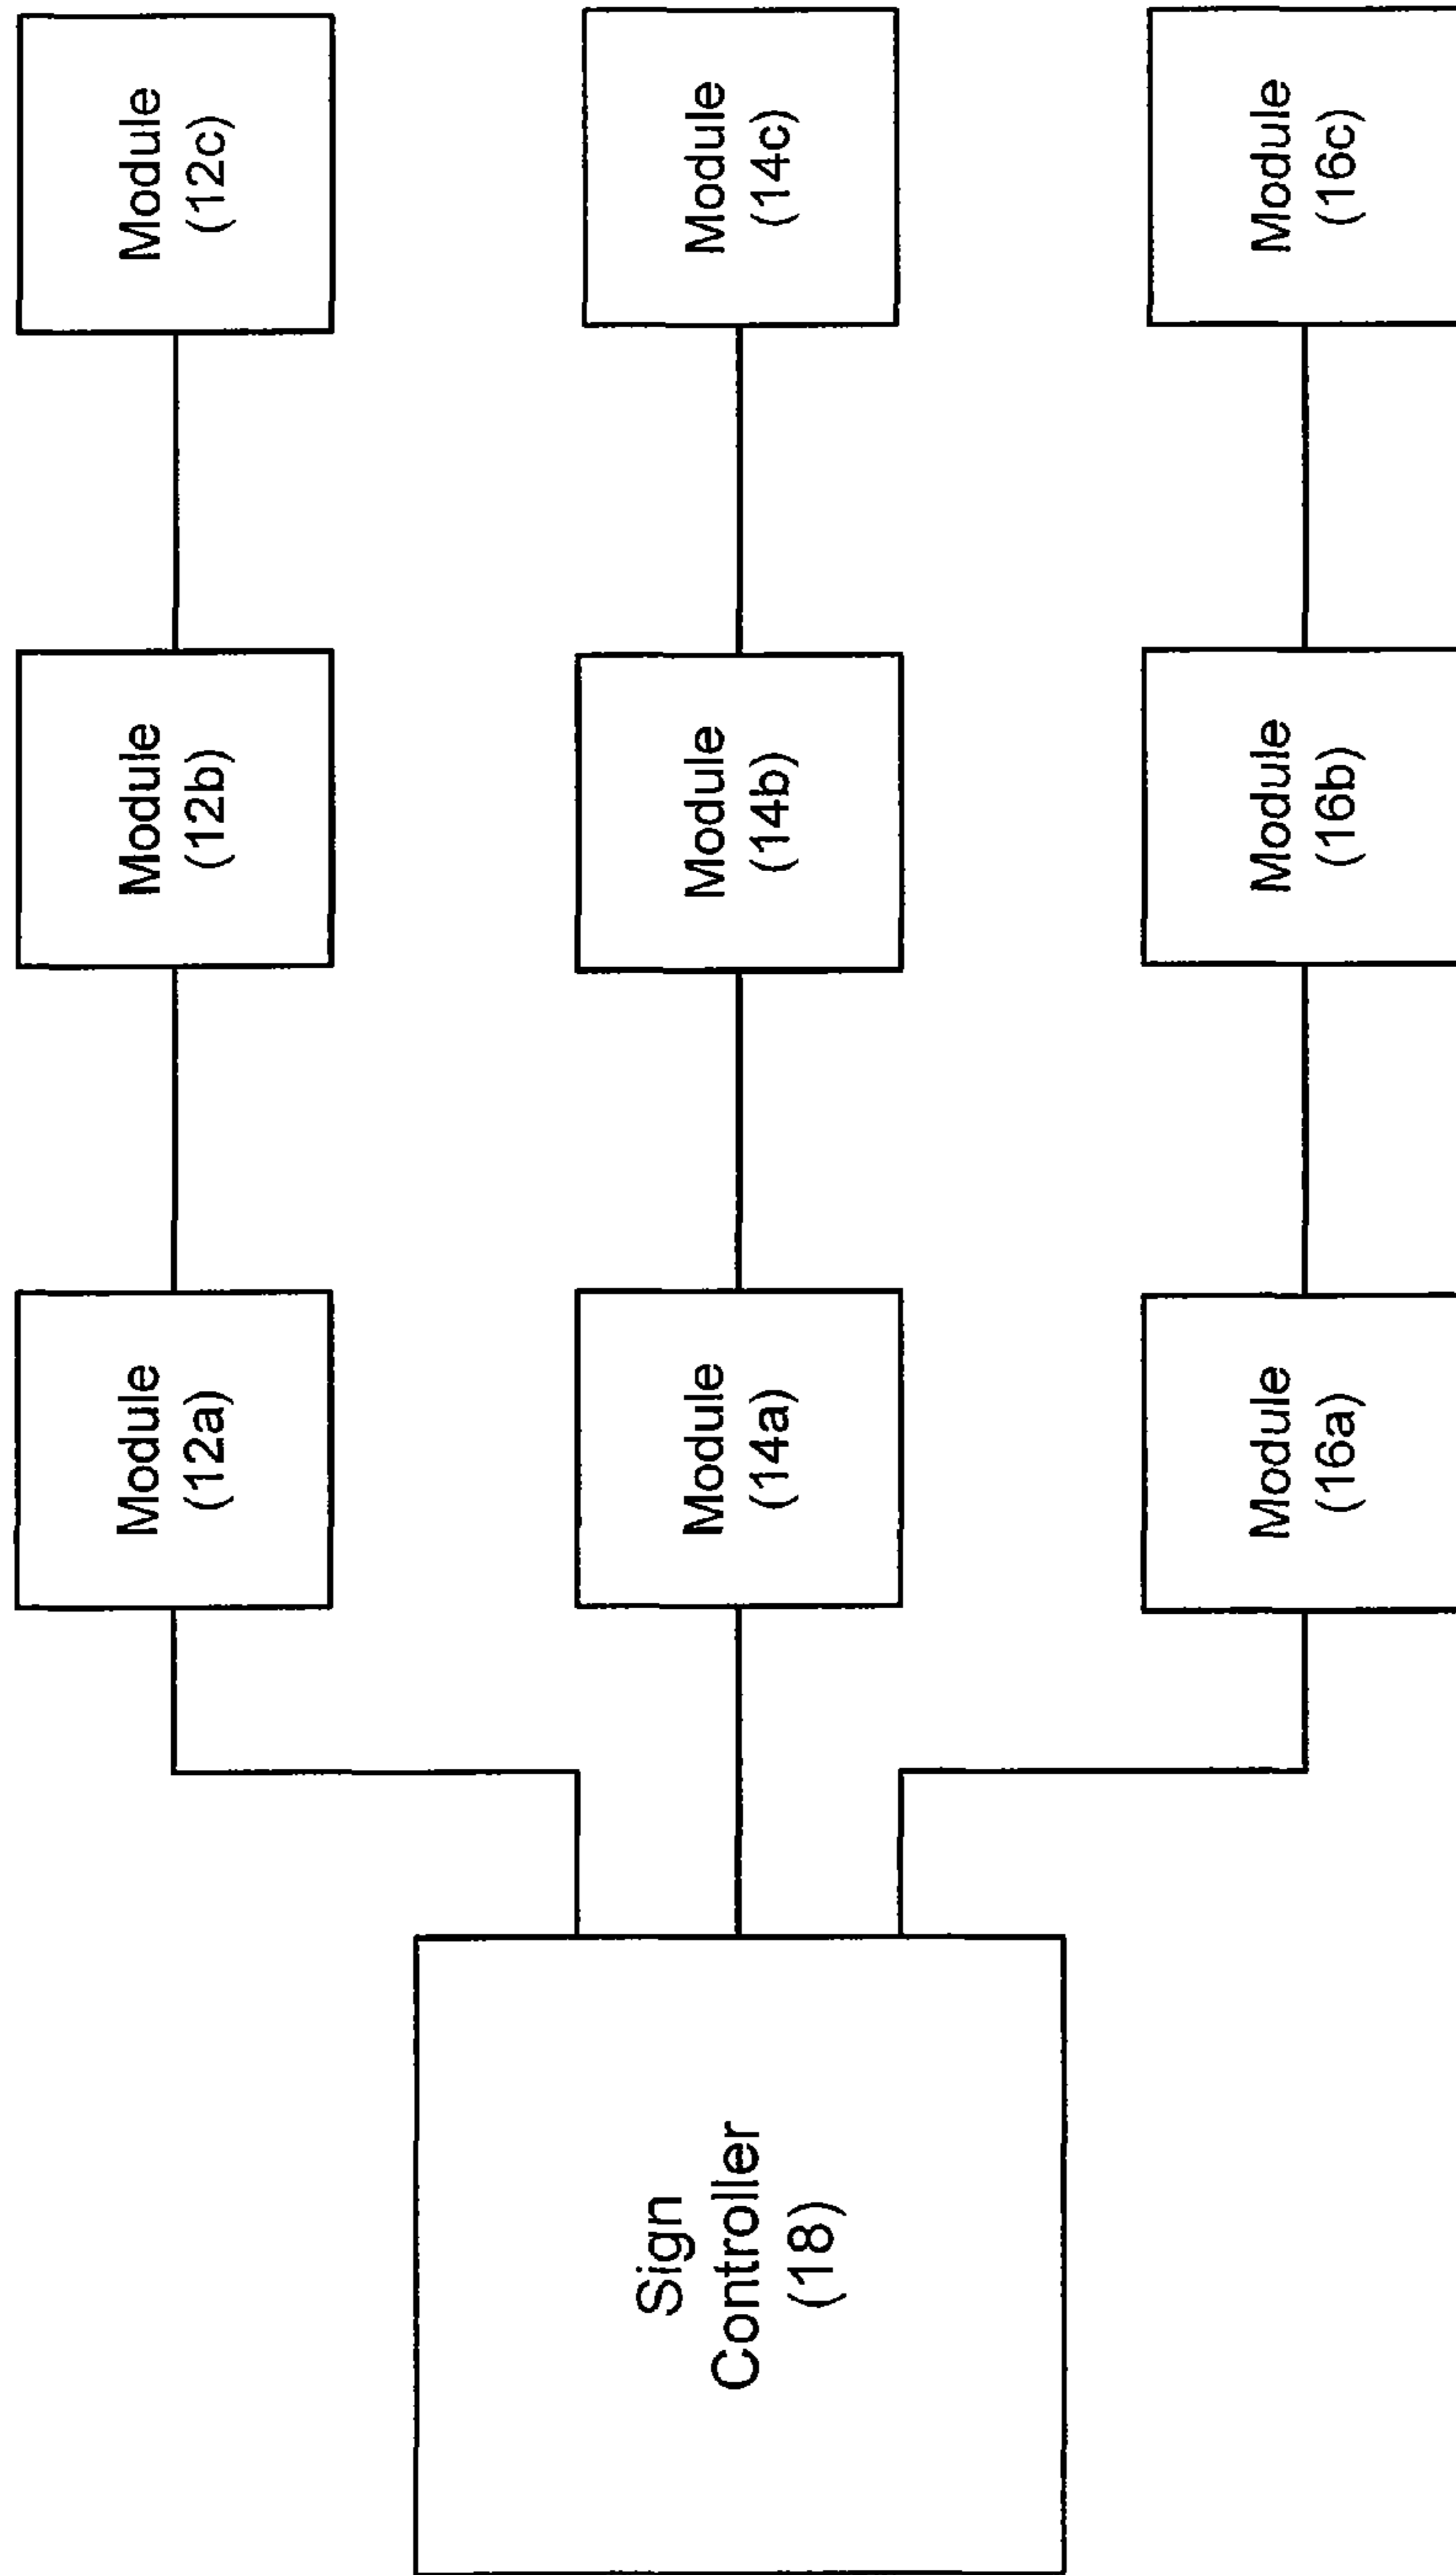 Module
(12c)
Module
(14c)
Module
(16c)
Module
(12b)
Module
(14b)
Module
(16b)
Module
(12a)
Module
(14a)
Module
(16a)
Sign
Controller
(18)